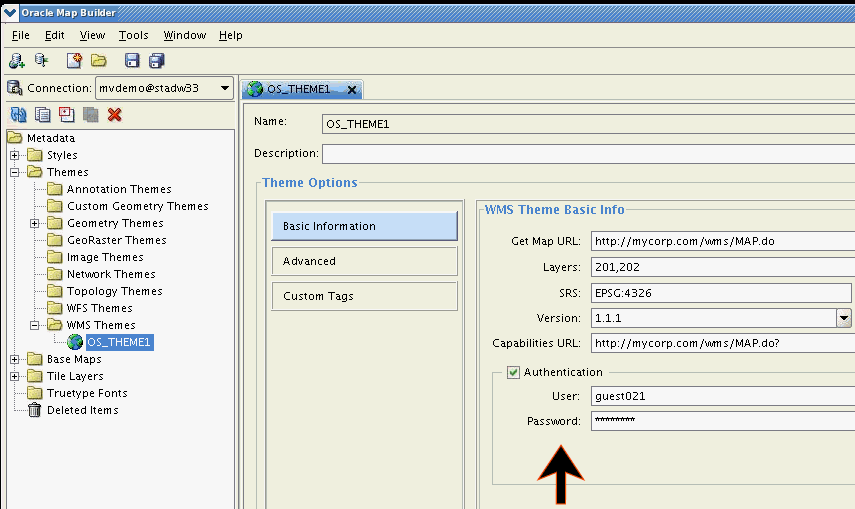 Oracle Map Builder
File Edit View Tools Window Help
Connection: mvdemo@stadw33
Metadata
Styles
Themes
Annotation Themes
Custom Geometry Themes
Geometry Themes
GeoRaster Themes
Image Themes
Network Themes
Topology Themes
WFS Themes
WMS Themes
OS_THEME1
Base Maps
Tile Layers
Truetype Fonts
Deleted Items
OS_THEME1
Name: OS_THEME1
Description:
Theme Options
Basic Information
Advanced
Custom Tags
WMS Theme Basic Info
Get Map URL: http://mycorp.com/wms/MAP.do
Layers: 201,202
SRS: EPSG:4326
Version: 1.1.1
Capabilities URL: http://mycorp.com/wms/MAP.do?
Authentication
User: guest021
Password: ********